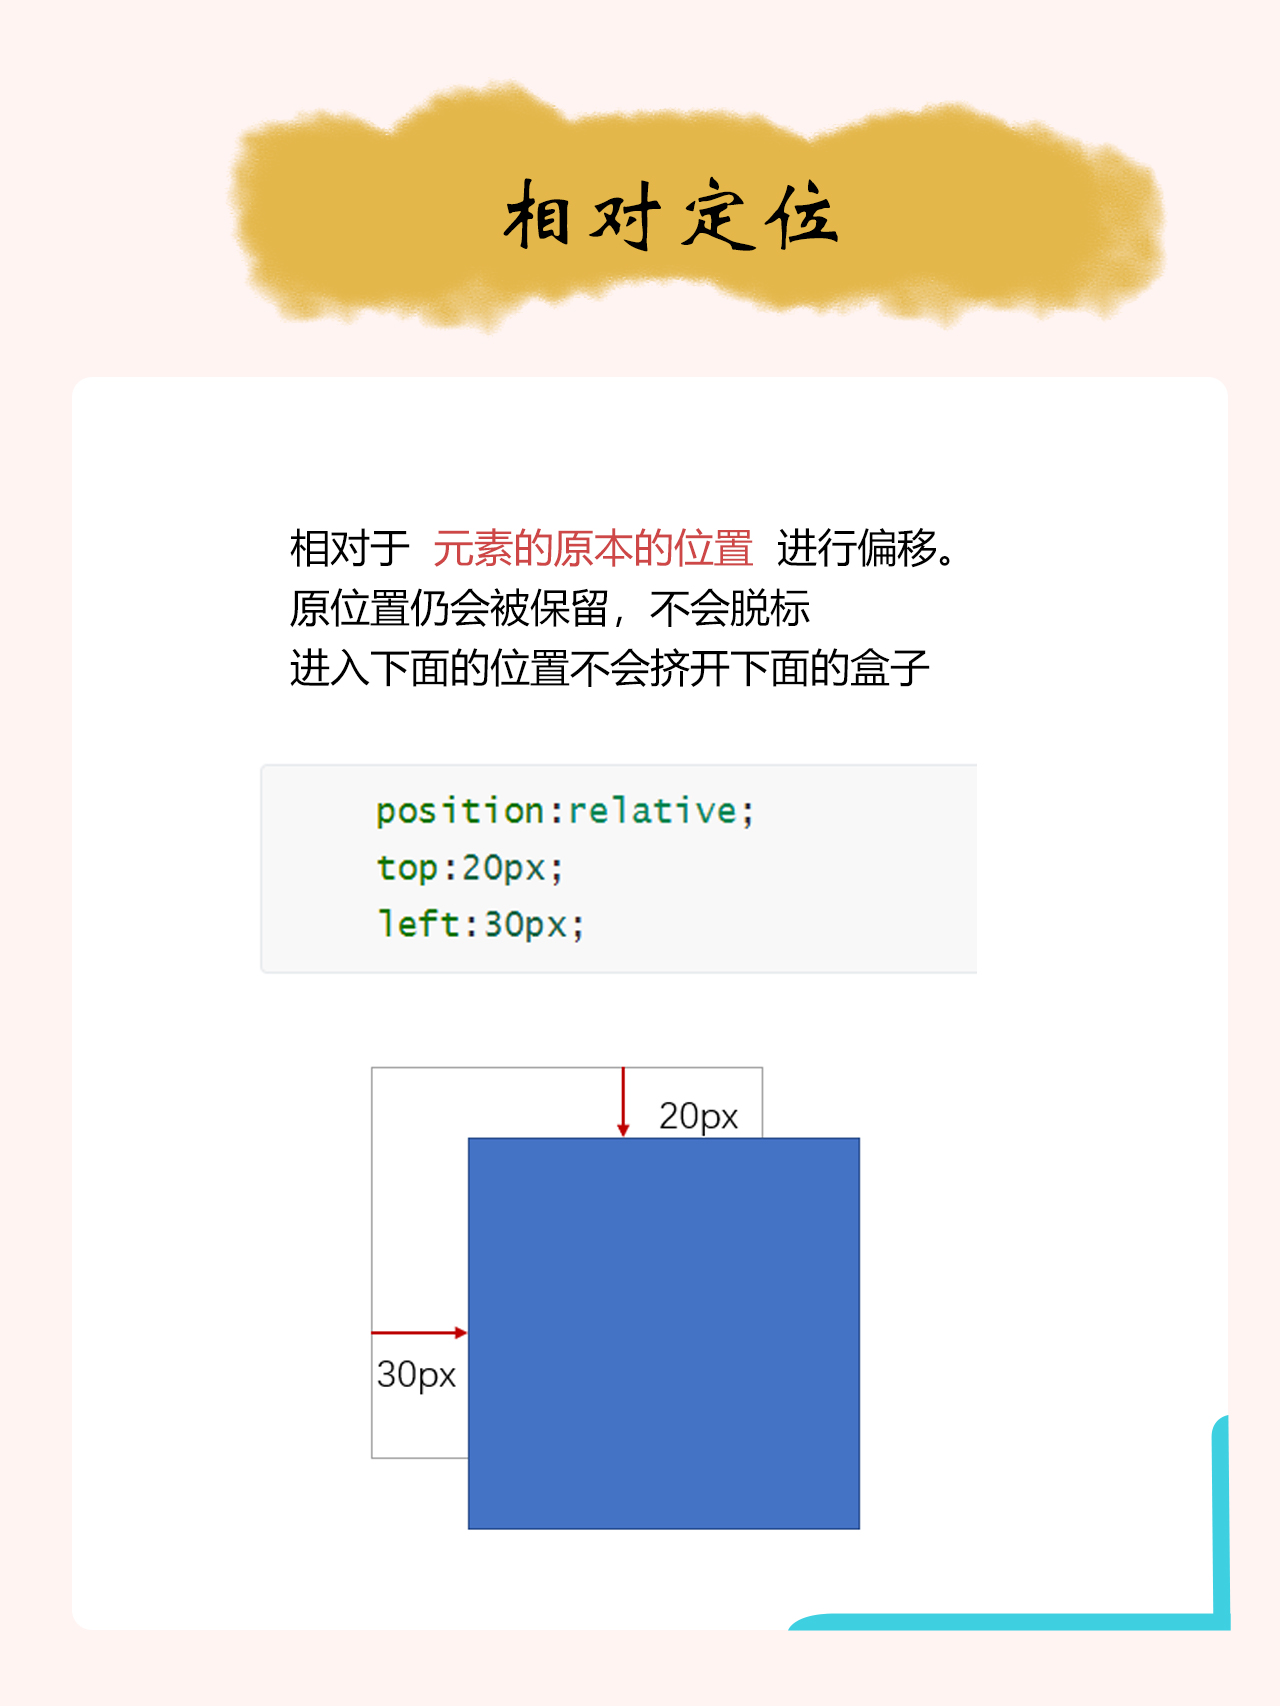 相对定位
相对于 元素的原本的位置 进行偏移。
原位置仍会被保留，不会脱标
进入下面的位置不会挤开下面的盒子
position:relative;
top:20px;
left:30px;
20px
30px